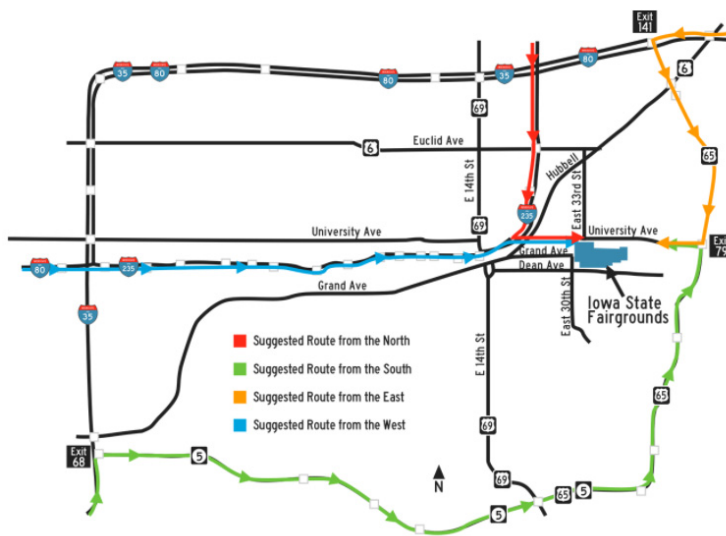 Exit
141
6
35
80
80
35
80
69
Euclid Ave
6
E 14th St
Hubbell
65
East 33rd St
235
69
University Ave
University Ave
Exit
79
80
235
Grand Ave
Dean Ave
Grand Ave
35
East 30th St
Iowa State
Fairgrounds
E 14th St
Suggested Route from the North
Suggested Route from the South
Suggested Route from the East
Suggested Route from the West
65
69
Exit
68
5
N
69
65
5
5